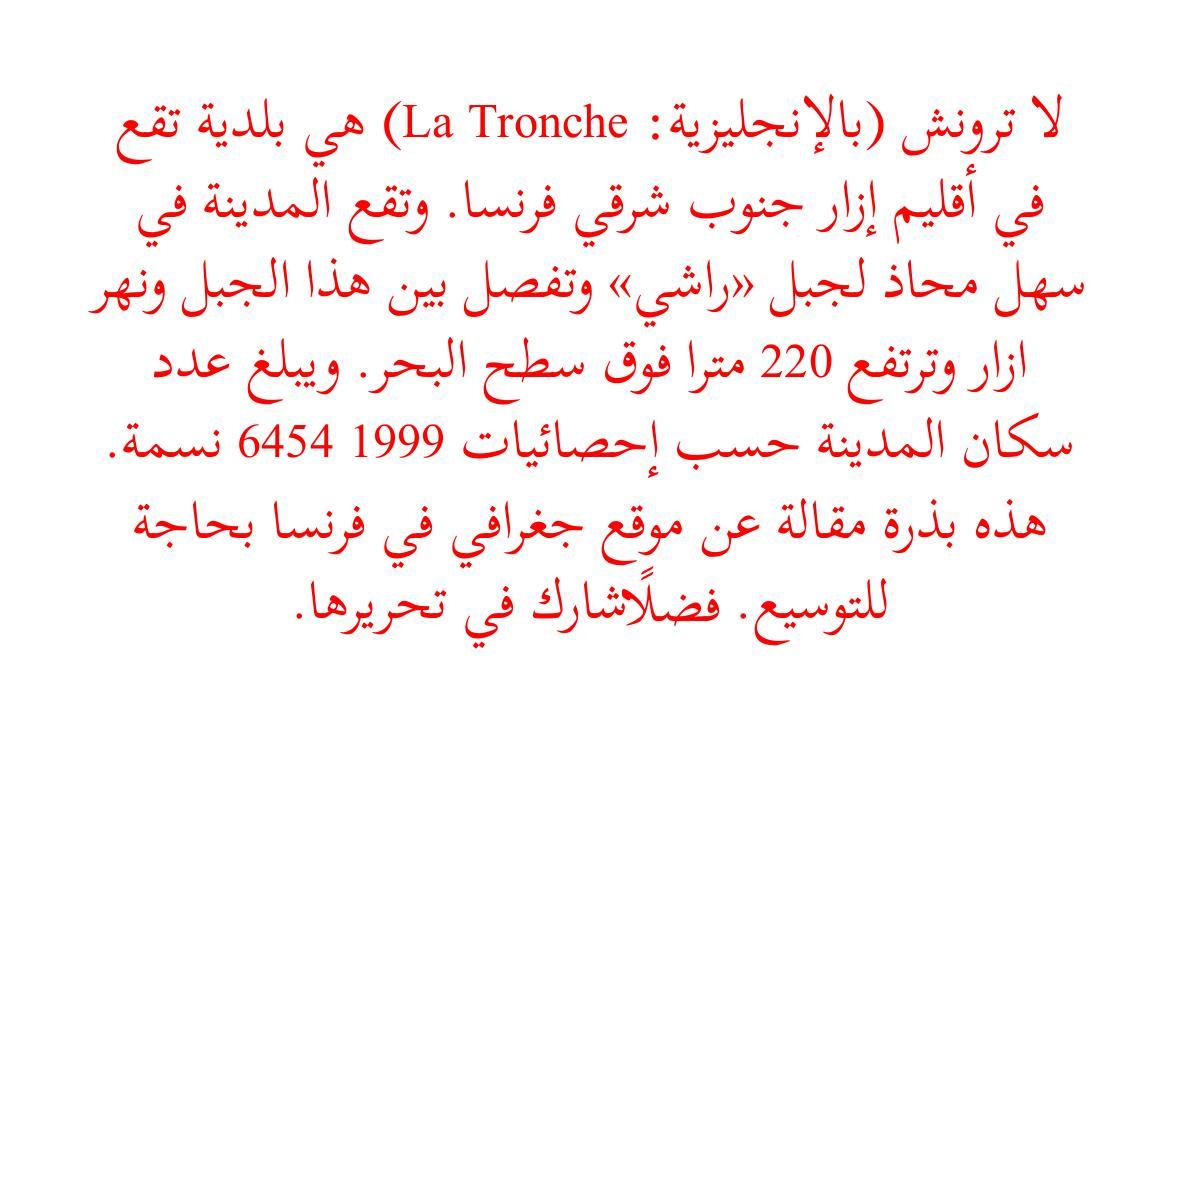 لا ترونش (بالإنجليزية: La Tronche) هي بلدية تقع
في أقليم إزار جنوب شرقي فرنسا. وتقع المدينة في
سهل محاذ لجبل «راشي» وتفصل بين هذا الجبل ونهر
ازار وترتفع 220 مترا فوق سطح البحر. ويبلغ عدد
سكان المدينة حسب إحصائيات 1999 6454 نسمة.
هذه بذرة مقالة عن موقع جغرافي في فرنسا بحاجة
للتوسيع. فضلًاشارك في تحريرها.